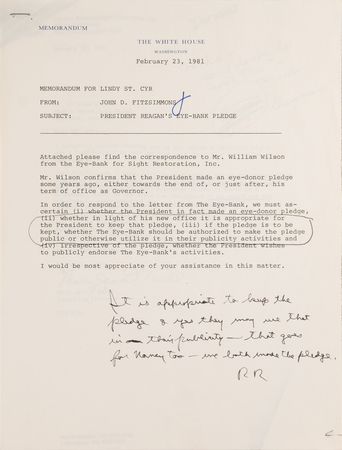 MEMORANDUM
THE WHITE HOUSE
WASHINGTON
February 23, 1981
MEMORANDUM FOR LINDY ST. CYR
FROM: JOHN D. FITZSIMMONS
SUBJECT: PRESIDENT REAGAN'S EYE-BANK PLEDGE
Attached please find the correspondence to Mr. William Wilson
from the Eye-Bank for Sight Restoration, Inc.
Mr. Wilson confirms that the President made an eye-donor pledge
some years ago, either towards the end of, or just after, his
term of office as Governor.
In order to respond to the letter from The Eye-Bank, we must as-
certain (i) whether the President in fact made an eye-donor pledge,
(ii) whether in light of his new office it is appropriate for
the President to keep that pledge, (iii) if the pledge is to be
kept, whether The Eye-Bank should be authorized to make the pledge
public or otherwise utilize it in their publicity activities and
(iv) irrespective of the pledge, whether the President wishes
to publicly endorse The Eye-Bank's activities.
I would be most appreciative of your assistance in this matter.
It is appropriate to keep the
pledge & yes they may use that
in their publicity — that goes
for Nancy too — we both made the pledge.
RR